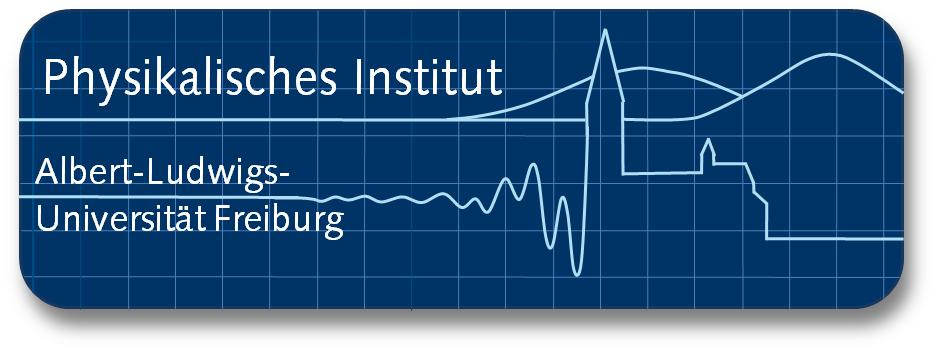 Physikalisches Institut
Albert-Ludwigs-
Universität Freiburg